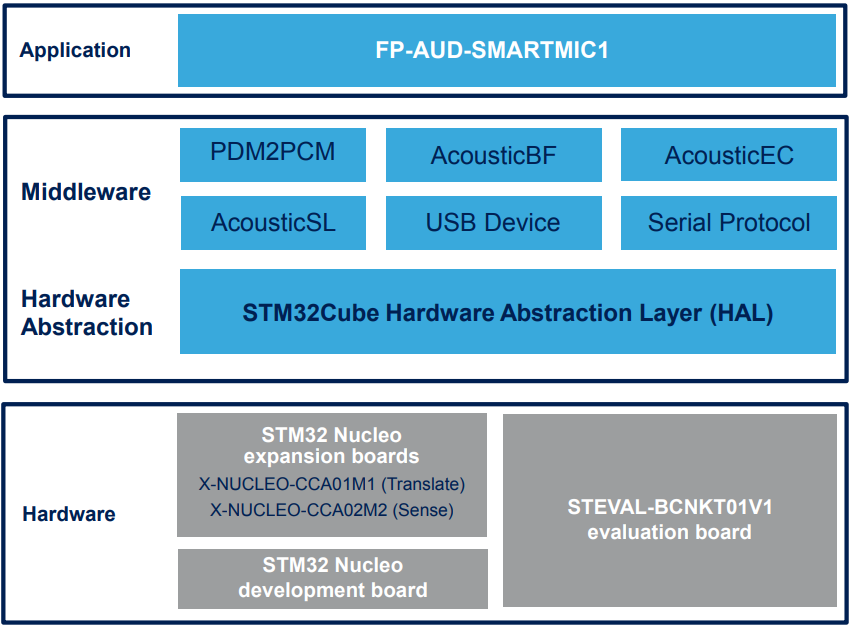 Application
FP-AUD-SMARTMIC1
Middleware
PDM2PCM
AcousticBF
AcousticEC
AcousticSL
USB Device
Serial Protocol
Hardware
Abstraction
STM32Cube Hardware Abstraction Layer (HAL)
Hardware
STM32 Nucleo
expansion boards
X-NUCLEO-CCA01M1 (Translate)
X-NUCLEO-CCA02M2 (Sense)
STM32 Nucleo
development board
STEVAL-BCNKT01V1
evaluation board